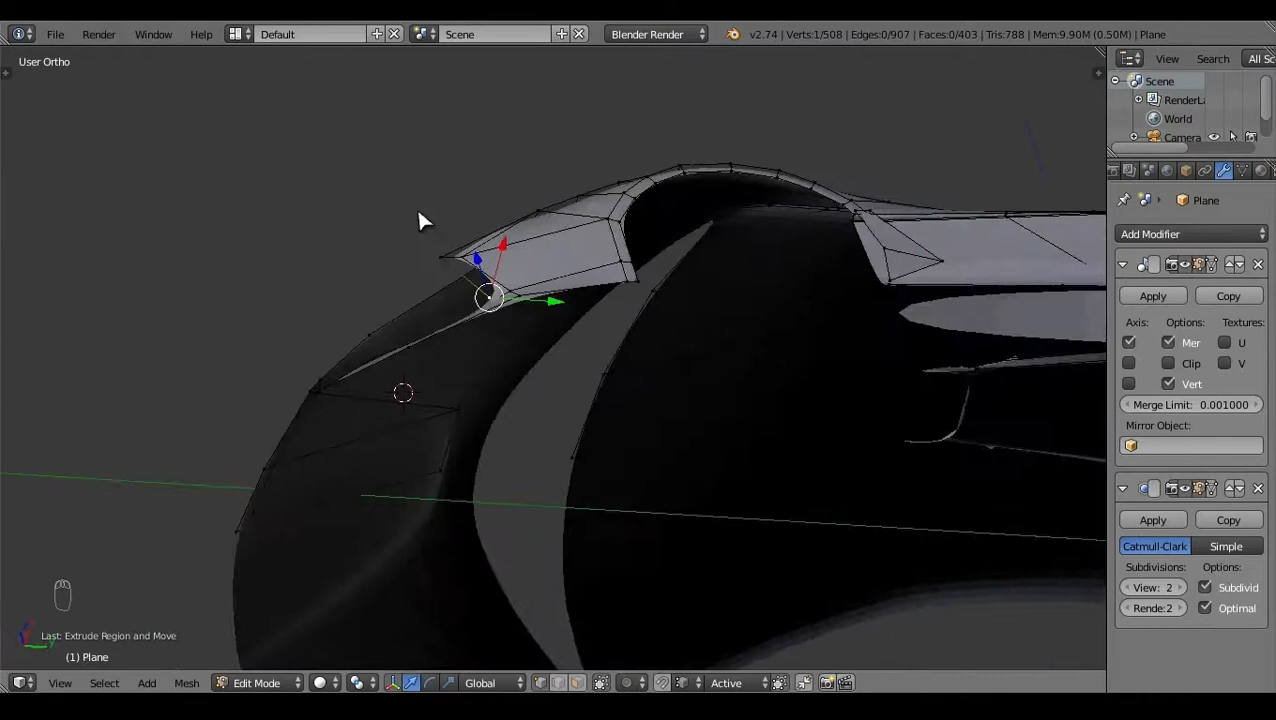 File Render Window Help Default Scene Blender Render v2.74 | Verts:1/508 | Edges:0/907 | Faces:0/403 | Tris:788 | Mem:9.90M (0.50M) | Plane
User Ortho
View Search All Sc
Scene
RenderLa
World
Camera
Plane
Add Modifier
Apply Copy
Axis: Options: Textures:
Mer U
Clip V
Vert
Merge Limit: 0.001000
Mirror Object:
Apply Copy
Catmull-Clark Simple
Subdivisions: Options:
View: 2 Subdivid
Rende:2 Optimal
Last: Extrude Region and Move
(1) Plane
View Select Add Mesh Edit Mode Global Active